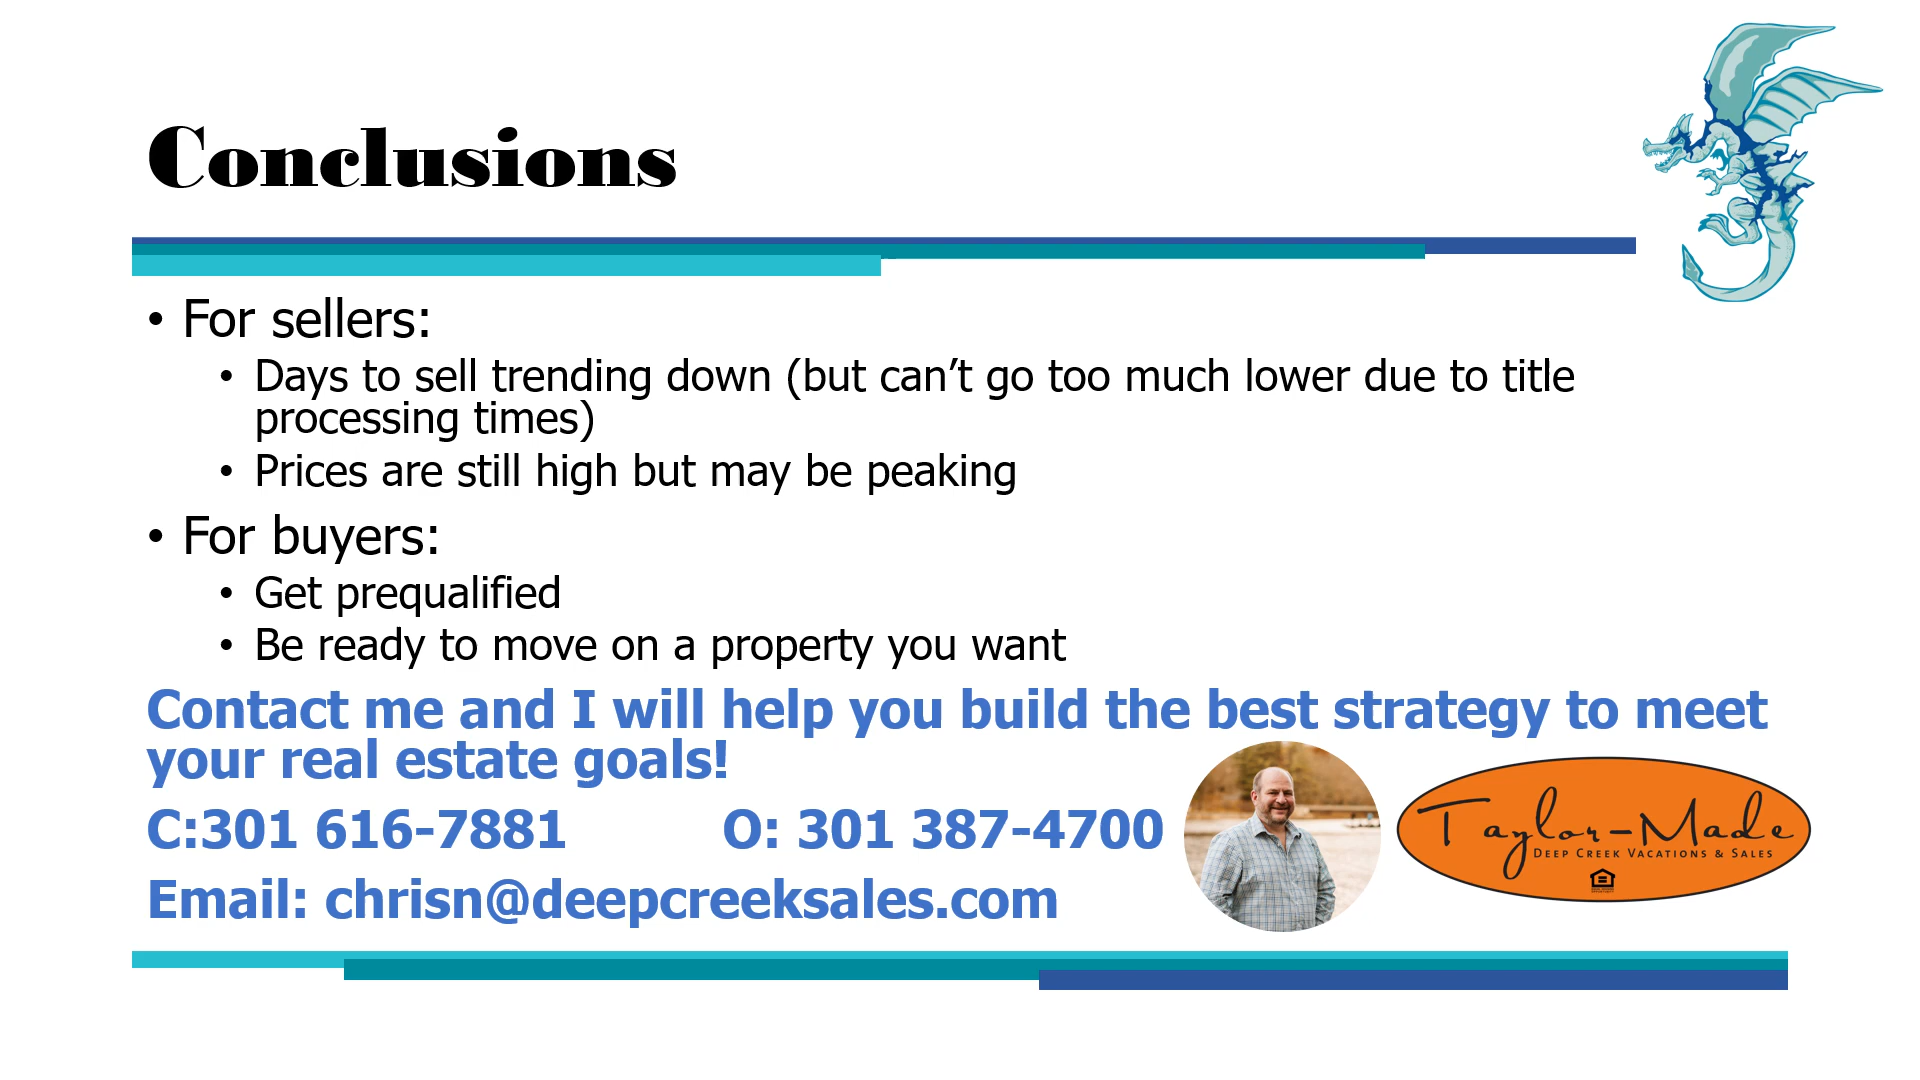 Conclusions
• For sellers:
• Days to sell trending down (but can’t go too much lower due to title
processing times)
• Prices are still high but may be peaking
• For buyers:
• Get prequalified
• Be ready to move on a property you want
Contact me and I will help you build the best strategy to meet
your real estate goals!
C:301 616-7881 O: 301 387-4700
Email: chrisn@deepcreeksales.com
Taylor-Made
Deep Creek Vacations & Sales